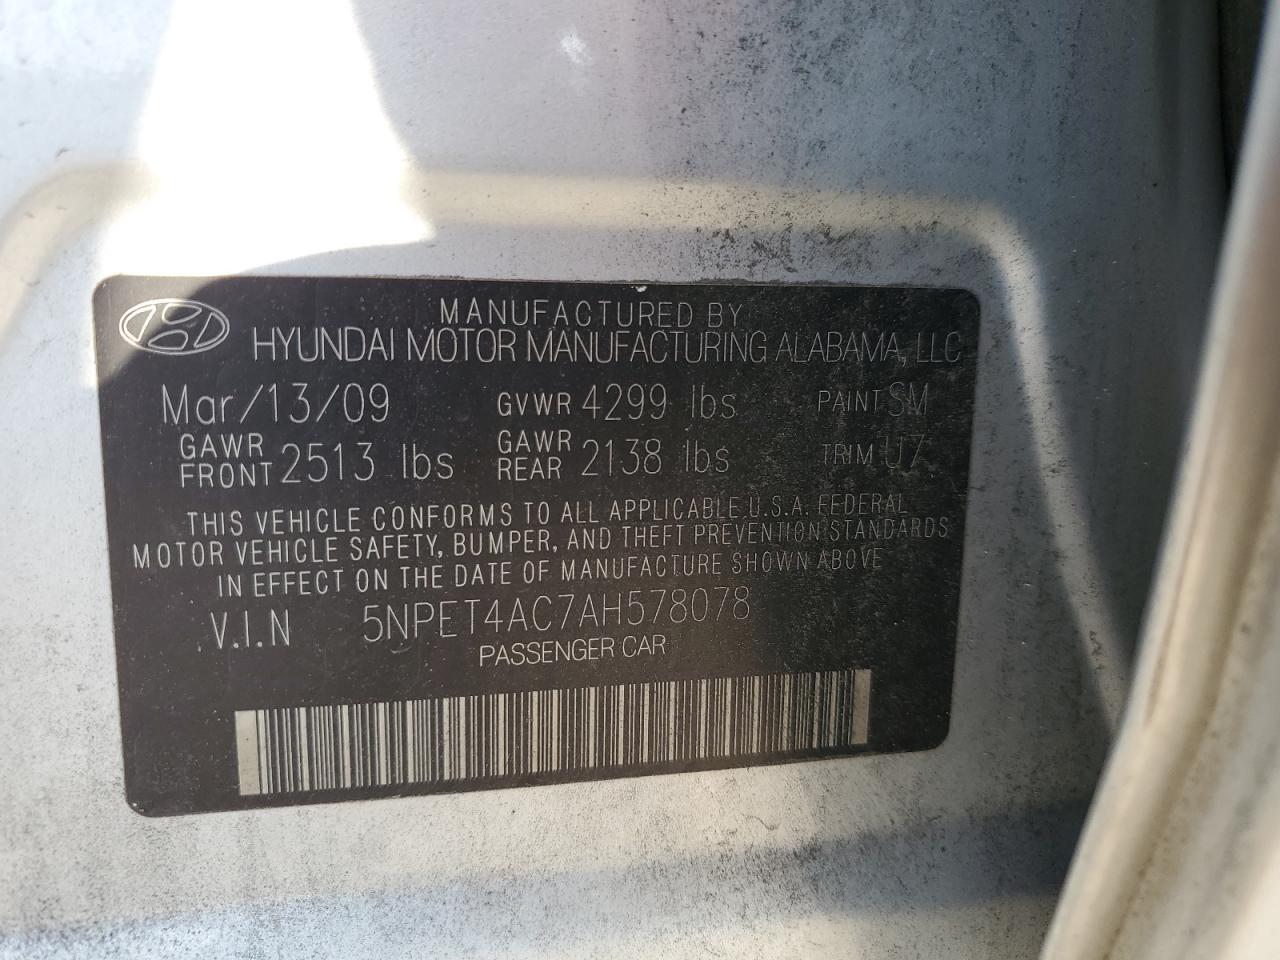 MANUFACTURED BY
HYUNDAI MOTOR MANUFACTURING ALABAMA, LLC
Mar/13/09 GVWR 4299 lbs PAINT SM
GAWR FRONT 2513 lbs GAWR REAR 2138 lbs TRIM U7
THIS VEHICLE CONFORMS TO ALL APPLICABLE U.S.A. FEDERAL
MOTOR VEHICLE SAFETY, BUMPER, AND THEFT PREVENTION STANDARDS
IN EFFECT ON THE DATE OF MANUFACTURE SHOWN ABOVE
V.I.N 5NPET4AC7AH578078
PASSENGER CAR